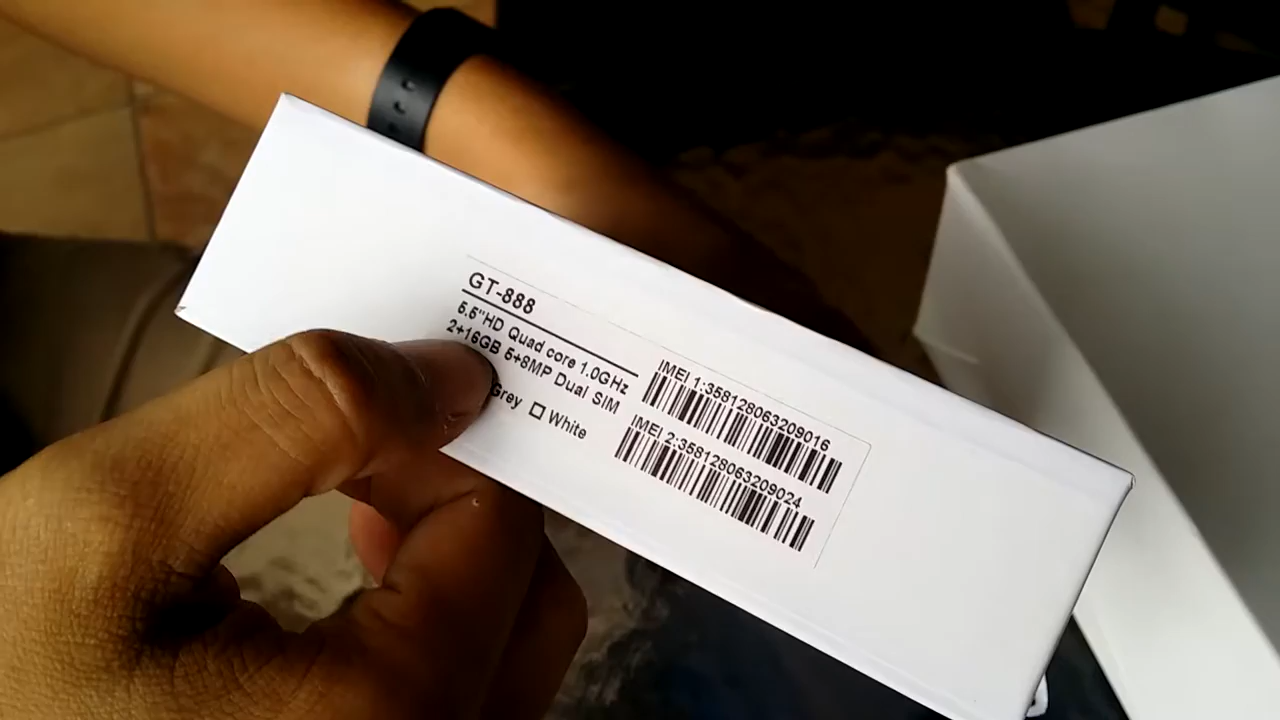 GT-888
5.5"HD Quad core 1.0GHz
2+16GB 5+8MP Dual SIM
Grey ☐ White
IMEI 1:358128063209016
IMEI 2:358128063209024